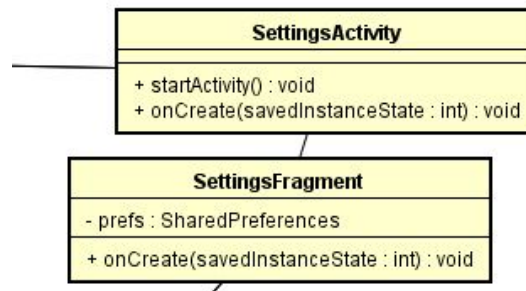 SettingsActivity
+ startActivity() : void
+ onCreate(savedInstanceState : int) : void
SettingsFragment
- prefs : SharedPreferences
+ onCreate(savedInstanceState : int) : void